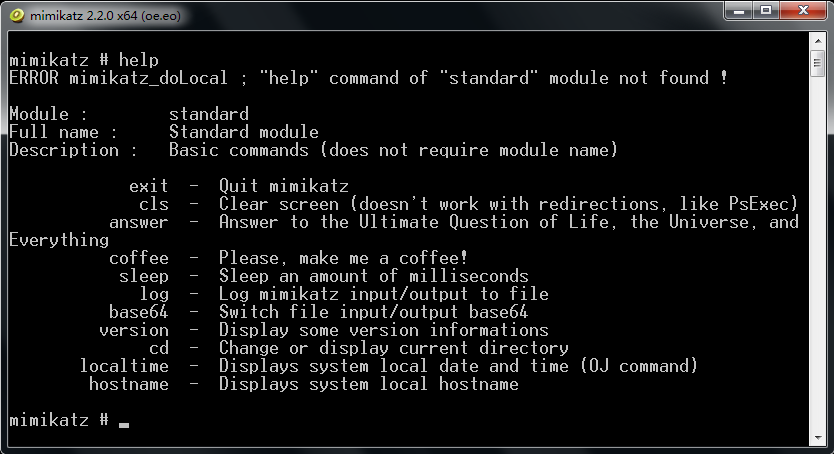 mimikatz 2.2.0 x64 (oe.eo)
mimikatz # help
ERROR mimikatz_doLocal ; "help" command of "standard" module not found !
Module :        standard
Full name :     Standard module
Description :   Basic commands (does not require module name)
exit  -  Quit mimikatz
cls  -  Clear screen (doesn't work with redirections, like PsExec)
answer  -  Answer to the Ultimate Question of Life, the Universe, and
Everything
coffee  -  Please, make me a coffee!
sleep  -  Sleep an amount of milliseconds
log  -  Log mimikatz input/output to file
base64  -  Switch file input/output base64
version  -  Display some version informations
cd  -  Change or display current directory
localtime  -  Displays system local date and time (OJ command)
hostname  -  Displays system local hostname
mimikatz # _